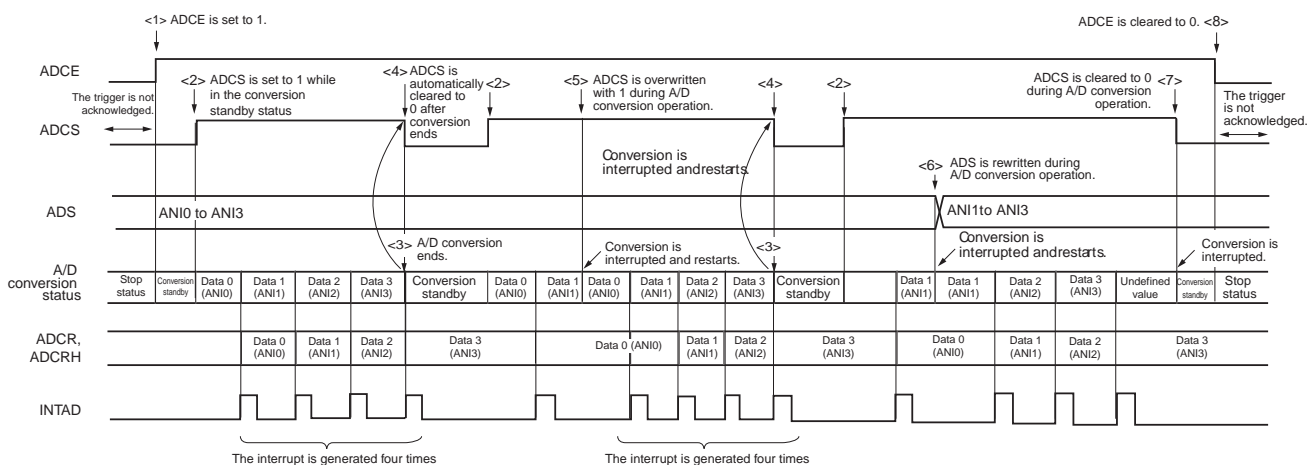 <1> ADCE is set to 1.
ADCE is cleared to 0. <8>
ADCE
<2> ADCS is set to 1 while
in the conversion
standby status
<4> ADCS is
automatically
cleared to
0 after
conversion
ends
<2>
<5> ADCS is overwritten
with 1 during A/D
conversion operation.
<4>
<2>
ADCS is cleared to 0 <7>
during A/D conversion
operation.
The trigger is not
acknowledged.
The trigger
is not
acknowledged.
ADCS
Conversion is
interrupted andrestarts.
<6> ADS is rewritten during
A/D conversion operation.
ADS
ANI0 to ANI3
ANI1to ANI3
<3> A/D conversion
ends.
Conversion is
interrupted and restarts.
<3>
Conversion is
interrupted andrestarts.
Conversion is
interrupted.
A/D
conversion
status
Stop
status
Conversion
standby
Data 0
(ANI0)
Data 1
(ANI1)
Data 2
(ANI2)
Data 3
(ANI3)
Conversion
standby
Data 0
(ANI0)
Data 1
(ANI1)
Data 0
(ANI0)
Data 1
(ANI1)
Data 2
(ANI2)
Data 3
(ANI3)
Conversion
standby
Data 1
(ANI1)
Data 1
(ANI1)
Data 2
(ANI2)
Data 3
(ANI3)
Undefined
value
Conversion
standby
Stop
status
ADCR,
ADCRH
Data 0
(ANI0)
Data 1
(ANI1)
Data 2
(ANI2)
Data 3
(ANI3)
Data 0 (ANI0)
Data 1
(ANI1)
Data 2
(ANI2)
Data 3
(ANI3)
Data 0
(ANI0)
Data 1
(ANI1)
Data 2
(ANI2)
Data 3
(ANI3)
INTAD
The interrupt is generated four times
The interrupt is generated four times